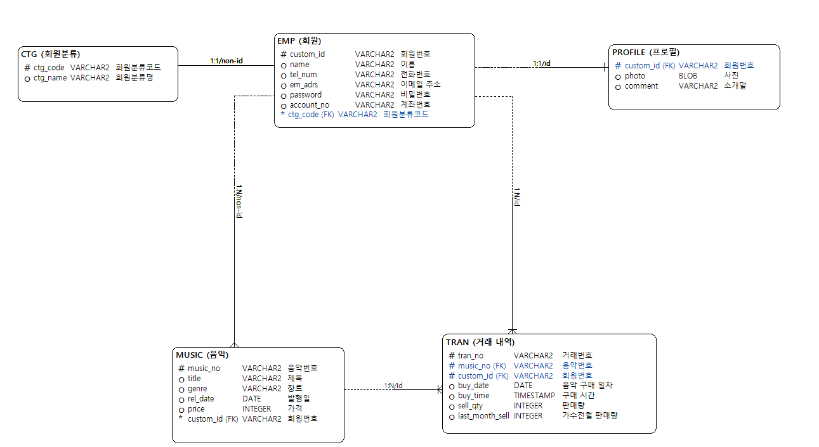 CTG (회원분류)
# ctg_code VARCHAR2 회원분류코드
o ctg_name VARCHAR2 회원분류명
1:1/non-id
EMP (회원)
# custom_id VARCHAR2 회원번호
o name VARCHAR2 이름
o tel_num VARCHAR2 전화번호
o em_adrs VARCHAR2 이메일 주소
o password VARCHAR2 비밀번호
o account_no VARCHAR2 계좌번호
* ctg_code (FK) VARCHAR2 회원분류코드
1:1/id
PROFILE (프로필)
# custom_id (FK) VARCHAR2 회원번호
o photo BLOB 사진
o comment VARCHAR2 소개말
1:N/non-id
1:N/id
MUSIC (음악)
# music_no VARCHAR2 음악번호
o title VARCHAR2 제목
o genre VARCHAR2 장르
o rel_date DATE 발행일
o price INTEGER 가격
* custom_id (FK) VARCHAR2 회원번호
1:N/id
TRAN (거래 내역)
# tran_no VARCHAR2 거래번호
# music_no (FK) VARCHAR2 음악번호
# custom_id (FK) VARCHAR2 회원번호
o buy_date DATE 음악 구매 일자
o buy_time TIMESTAMP 구매 시간
o sell_qty INTEGER 판매량
o last_month_sell INTEGER 판매량